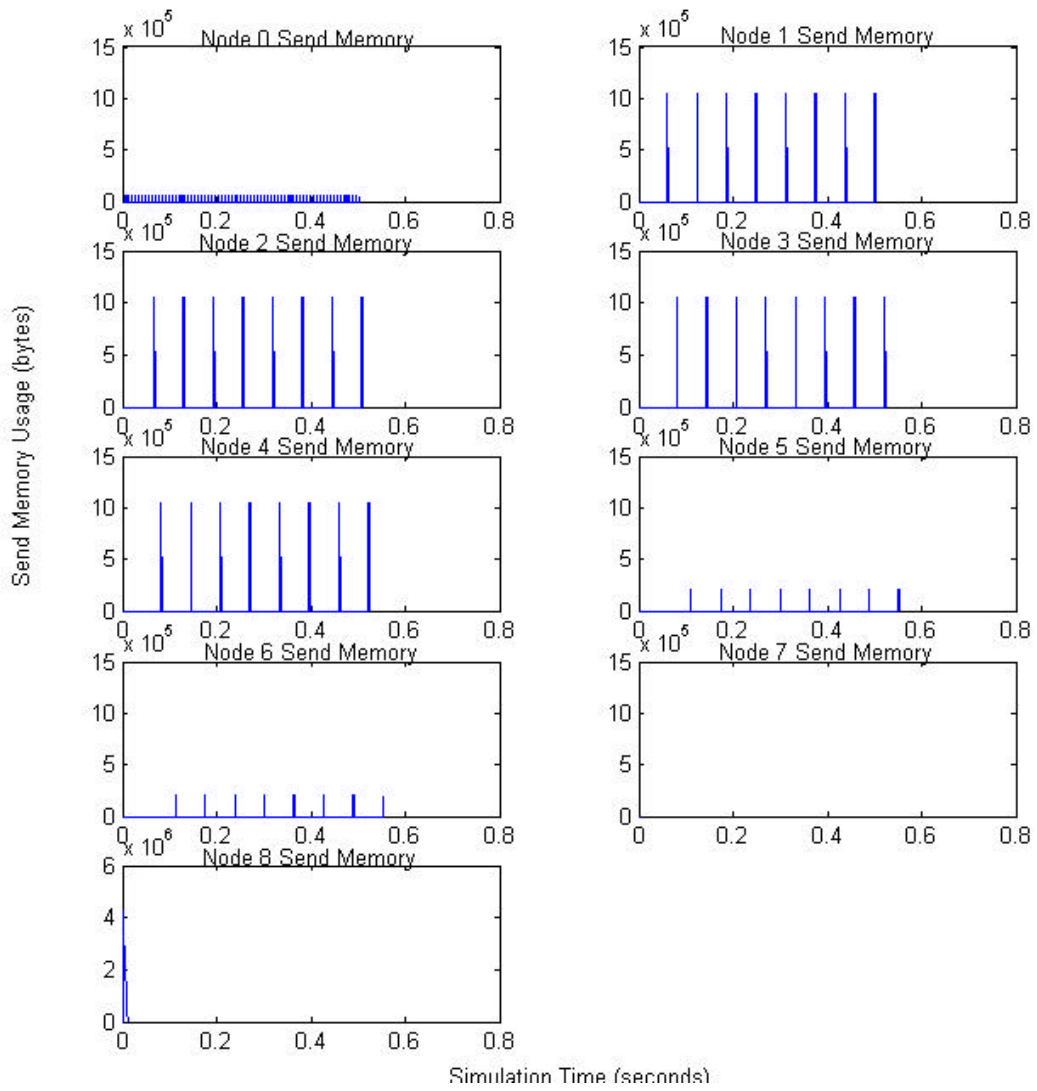 x 10^5
Node 0 Send Memory
15
10
5
0
0 0.2 0.4 0.6 0.8
x 10^5
Node 1 Send Memory
15
10
5
0
0 0.2 0.4 0.6 0.8
x 10^5
Node 2 Send Memory
15
10
5
0
0 0.2 0.4 0.6 0.8
x 10^5
Node 3 Send Memory
15
10
5
0
0 0.2 0.4 0.6 0.8
Send Memory Usage (bytes)
x 10^5
Node 4 Send Memory
15
10
5
0
0 0.2 0.4 0.6 0.8
x 10^5
Node 5 Send Memory
15
10
5
0
0 0.2 0.4 0.6 0.8
x 10^5
Node 6 Send Memory
15
10
5
0
0 0.2 0.4 0.6 0.8
x 10^5
Node 7 Send Memory
15
10
5
0
0 0.2 0.4 0.6 0.8
x 10^6
Node 8 Send Memory
6
4
2
0
0 0.2 0.4 0.6 0.8
Simulation Time (seconds)